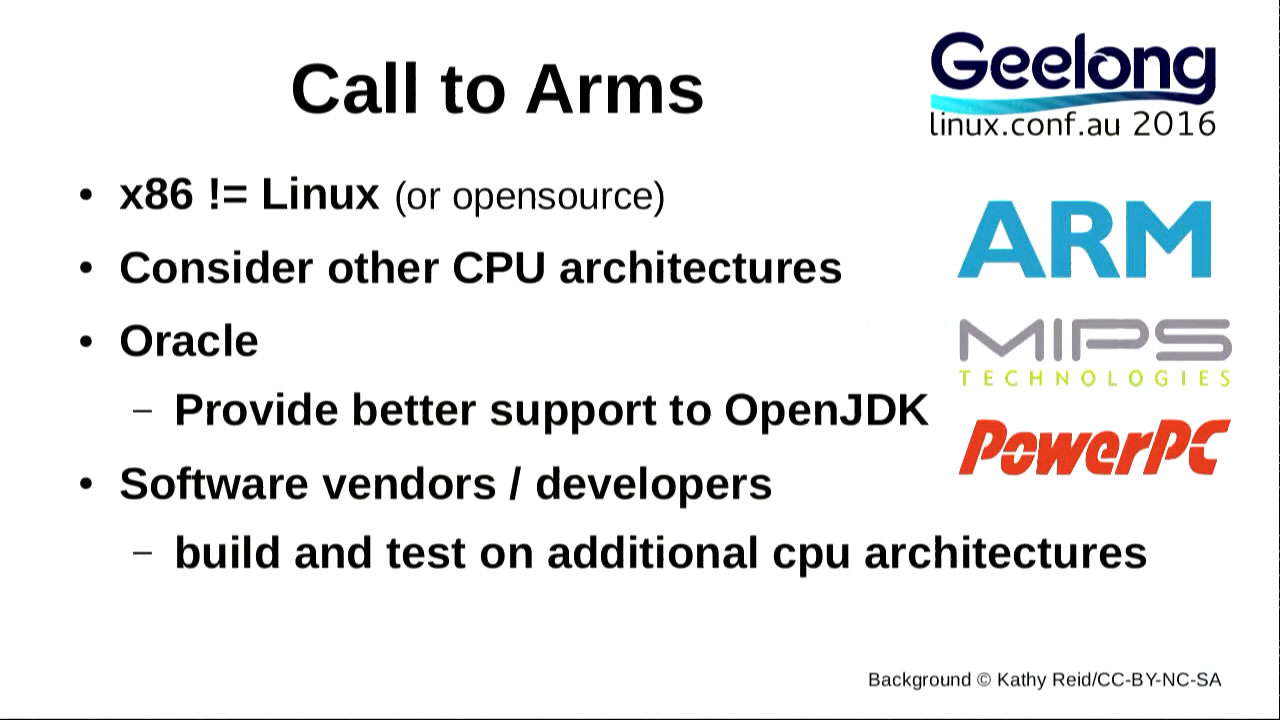 Call to Arms
Geelong
linux.conf.au 2016
• x86 != Linux (or opensource)
• Consider other CPU architectures
• Oracle
– Provide better support to OpenJDK
• Software vendors / developers
– build and test on additional cpu architectures
ARM
MIPS
TECHNOLOGIES
PowerPC
Background © Kathy Reid/CC-BY-NC-SA